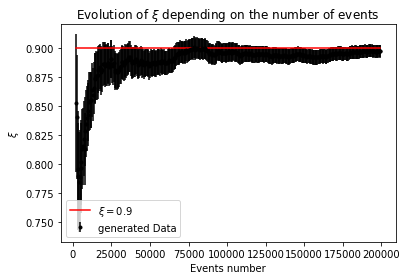 Evolution of ξ depending on the number of events
0.900
0.875
0.850
0.825
0.800
0.775
0.750
ξ
ξ = 0.9
generated Data
0 25000 50000 75000 100000 125000 150000 175000 200000
Events number